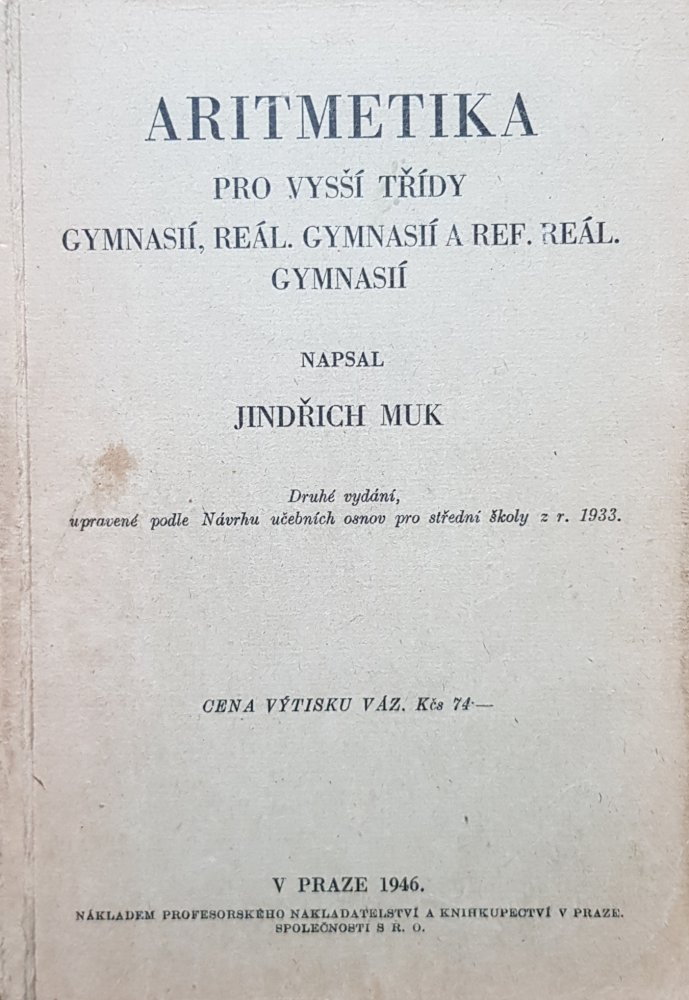 ARITMETIKA
PRO VYSŠÍ TŘÍDY
GYMNASIÍ, REÁL. GYMNASIÍ A REF. REÁL.
GYMNASIÍ
NAPSAL
JINDŘICH MUK
Druhé vydání,
upravené podle Návrhu učebních osnov pro střední školy z r. 1933.
CENA VÝTISKU VÁZ. Kčs 74·—
V PRAZE 1946.
NÁKLADEM PROFESORSKÉHO NAKLADATELSTVÍ A KNIHKUPECTVÍ V PRAZE.
SPOLEČNOSTI S R. O.